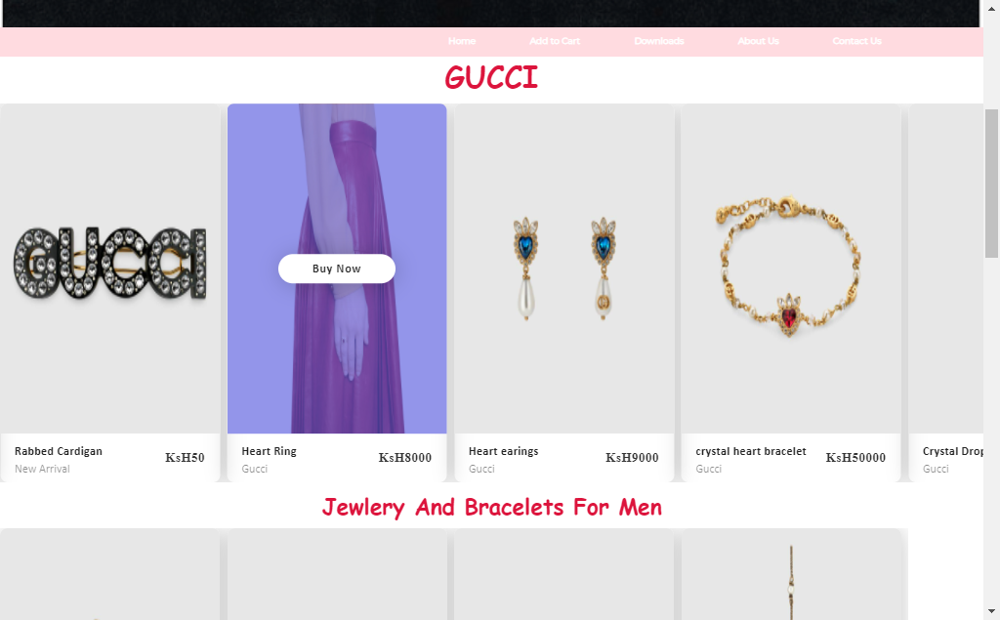 Home Add to Cart Downloads About Us Contact Us
GUCCI
GUCCI
Buy Now
Rabbed Cardigan
New Arrival
KsH50
Heart Ring
Gucci
KsH8000
Heart earings
Gucci
KsH9000
crystal heart bracelet
Gucci
KsH50000
Crystal Drop
Gucci
Jewlery And Bracelets For Men